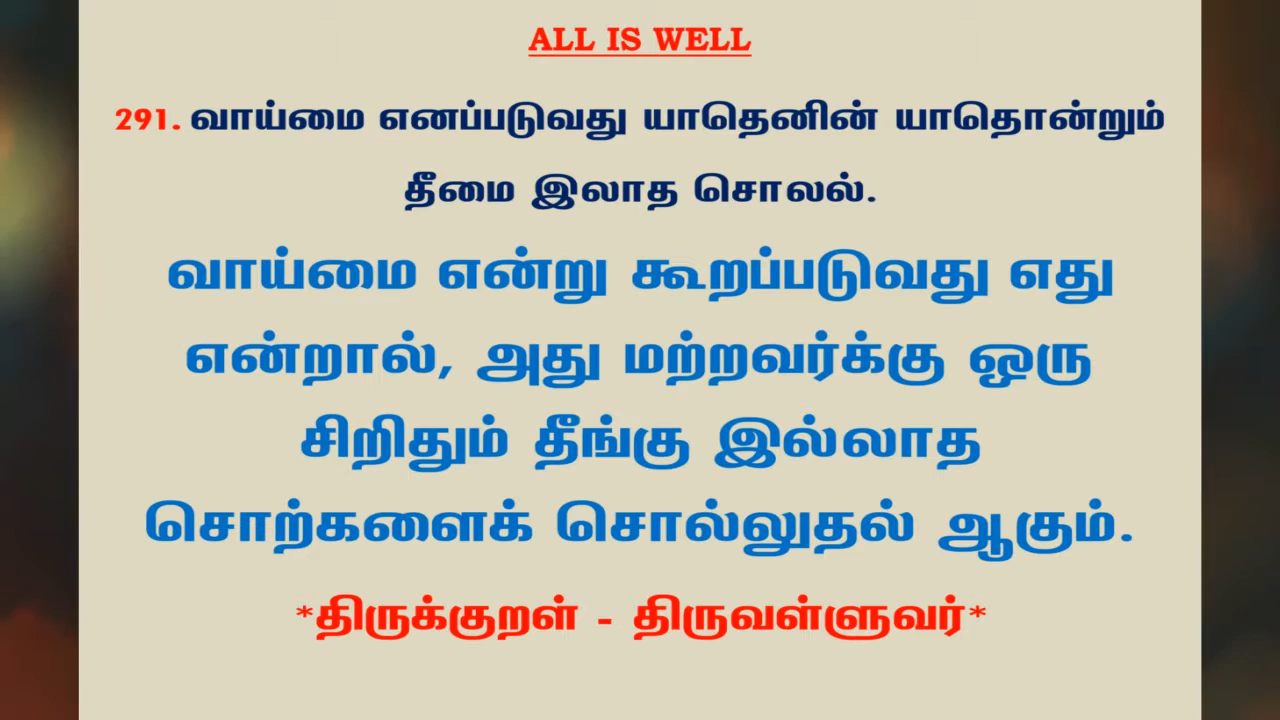 ALL IS WELL
291. வாய்மை எனப்படுவது யாதெனின் யாதொன்றும்
தீமை இலாத சொலல்.
வாய்மை என்று கூறப்படுவது எது
என்றால், அது மற்றவர்க்கு ஒரு
சிறிதும் தீங்கு இல்லாத
சொற்களைக் சொல்லுதல் ஆகும்.
*திருக்குறள் - திருவள்ளுவர்*